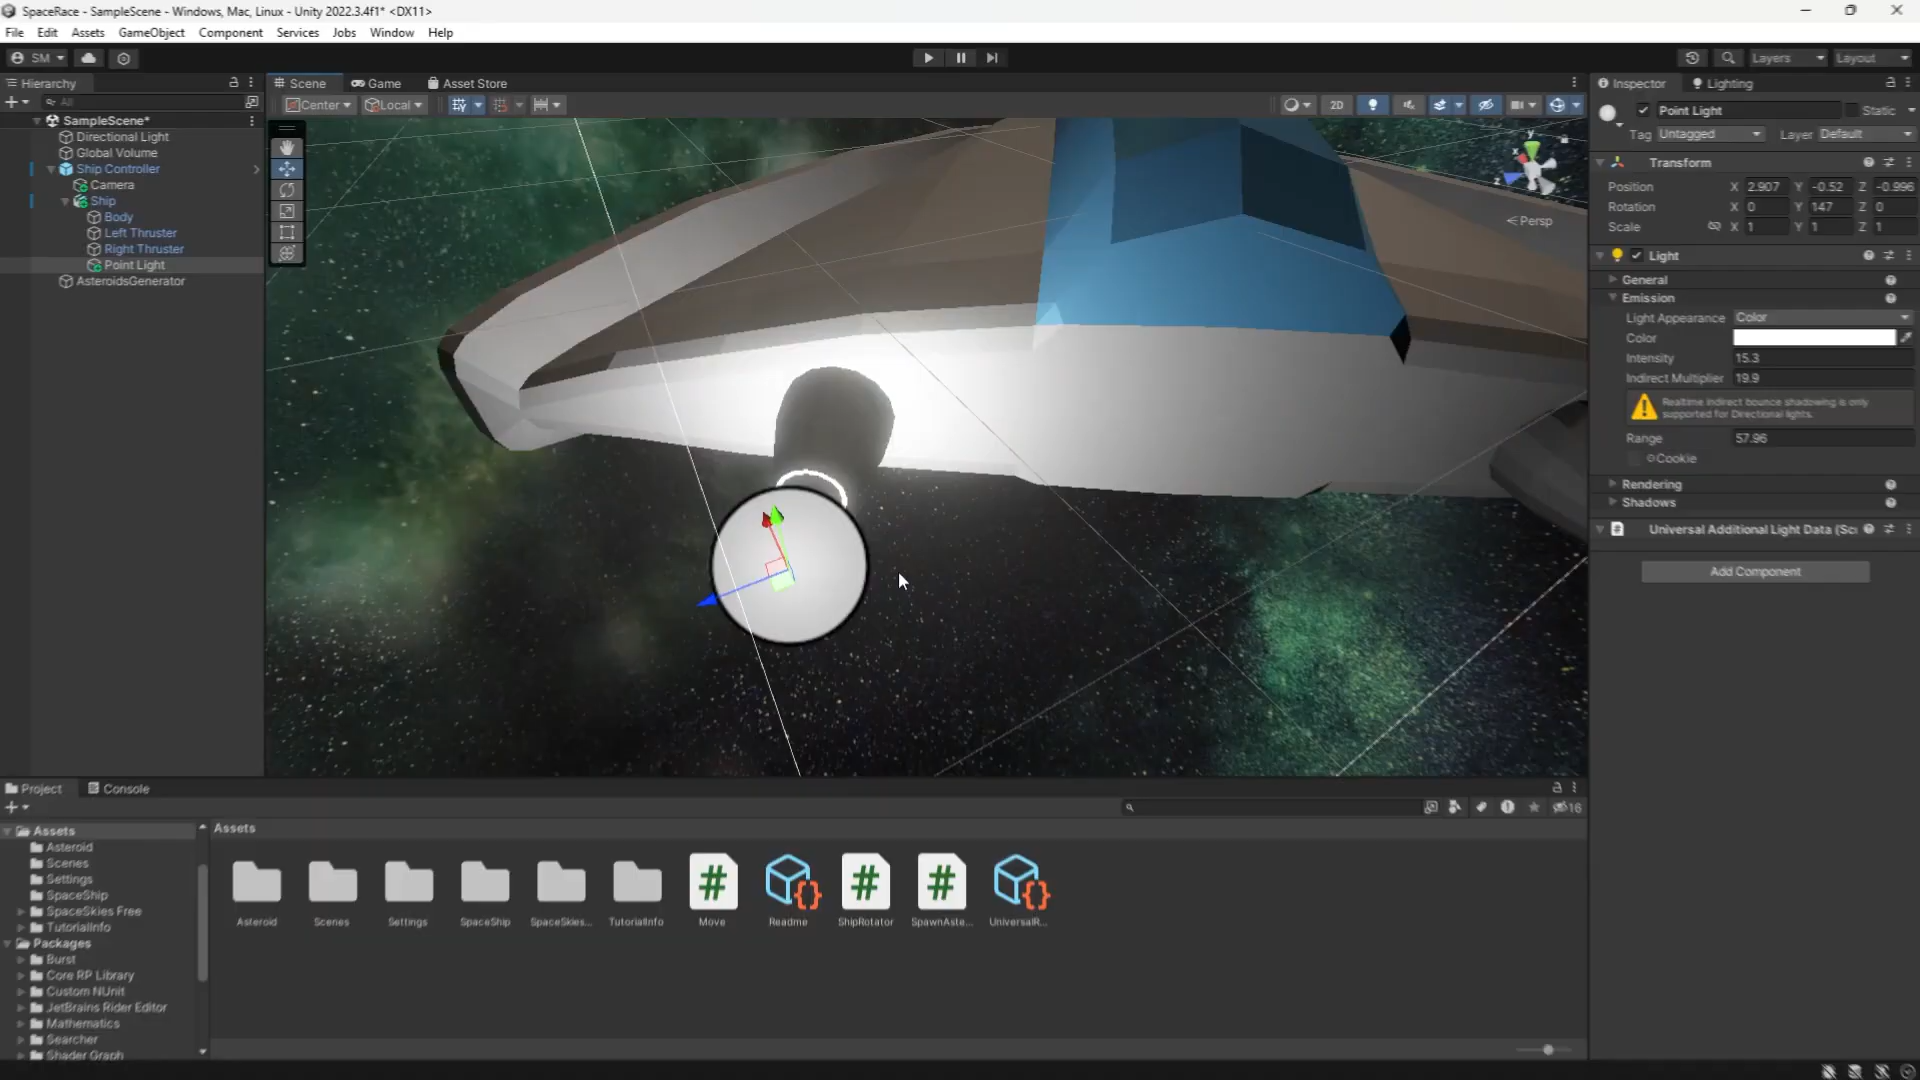 SpaceRace - SampleScene - Windows, Mac, Linux - Unity 2022.3.4f1* <DX11>
File Edit Assets GameObject Component Services Jobs Window Help
SM Layers Layout
Hierarchy Scene Game Asset Store Inspector Lighting
All
Center Local 2D
SampleScene*
Directional Light
Global Volume
Ship Controller
Camera
Ship
Body
Left Thruster
Right Thruster
Point Light
AsteroidsGenerator
y
x
z
Persp
Point Light Static
Tag Untagged Layer Default
Transform
Position X 2.907 Y -0.52 Z -0.996
Rotation X 0 Y 147 Z 0
Scale X 1 Y 1 Z 1
Light
General
Emission
Light Appearance Color
Color
Intensity 15.3
Indirect Multiplier 19.9
Realtime indirect bounce shadowing is only
supported for Directional lights.
Range 57.96
Cookie
Rendering
Shadows
Universal Additional Light Data (Scr
Add Component
Project Console
16
Assets
Asteroid
Scenes
Settings
SpaceShip
SpaceSkies Free
TutorialInfo
Packages
Burst
Core RP Library
Custom NUnit
JetBrains Rider Editor
Mathematics
Searcher
Shader Graph
Assets
Asteroid Scenes Settings SpaceShip SpaceSkies... TutorialInfo Move Readme ShipRotator SpawnAste... UniversalR...